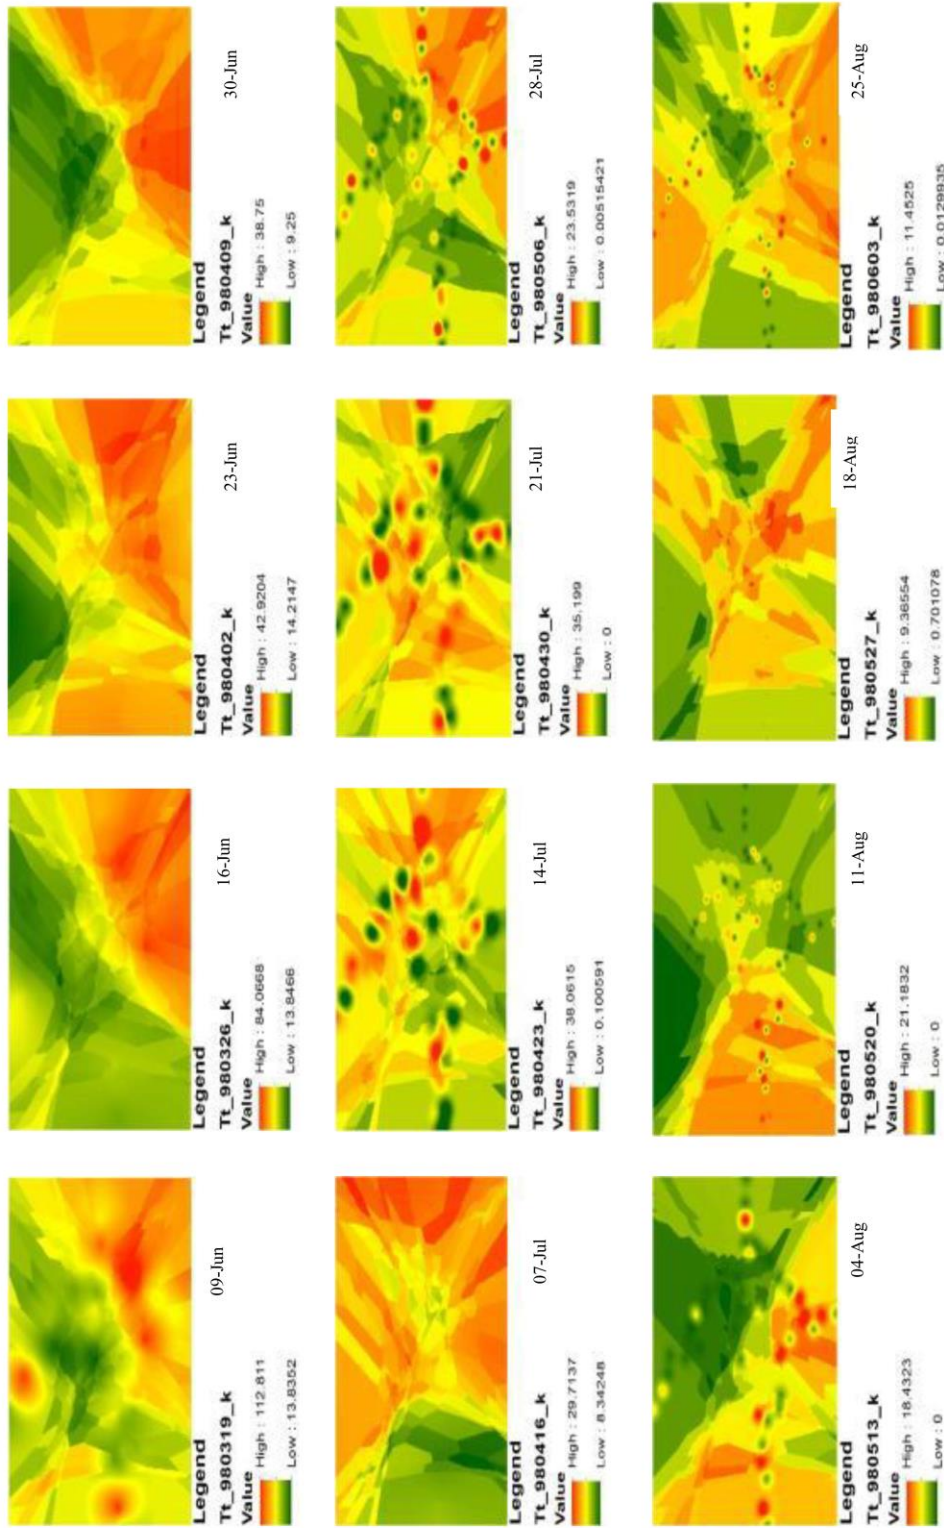 Legend
Tt_980319_k
Value
High : 112.811
Low : 13.8352
09-Jun
Legend
Tt_980326_k
Value
High : 84.0668
Low : 13.8466
16-Jun
Legend
Tt_980402_k
Value
High : 42.9204
Low : 14.2147
23-Jun
Legend
Tt_980409_k
Value
High : 38.75
Low : 9.25
30-Jun
Legend
Tt_980416_k
Value
High : 29.7137
Low : 8.34248
07-Jul
Legend
Tt_980423_k
Value
High : 38.0615
Low : 0.100591
14-Jul
Legend
Tt_980430_k
Value
High : 35.199
Low : 0
21-Jul
Legend
Tt_980506_k
Value
High : 23.5319
Low : 0.00515421
28-Jul
Legend
Tt_980513_k
Value
High : 18.4323
Low : 0
04-Aug
Legend
Tt_980520_k
Value
High : 21.1832
Low : 0
11-Aug
Legend
Tt_980527_k
Value
High : 9.36554
Low : 0.701078
18-Aug
Legend
Tt_980603_k
Value
High : 11.4525
Low : 0.0129935
25-Aug